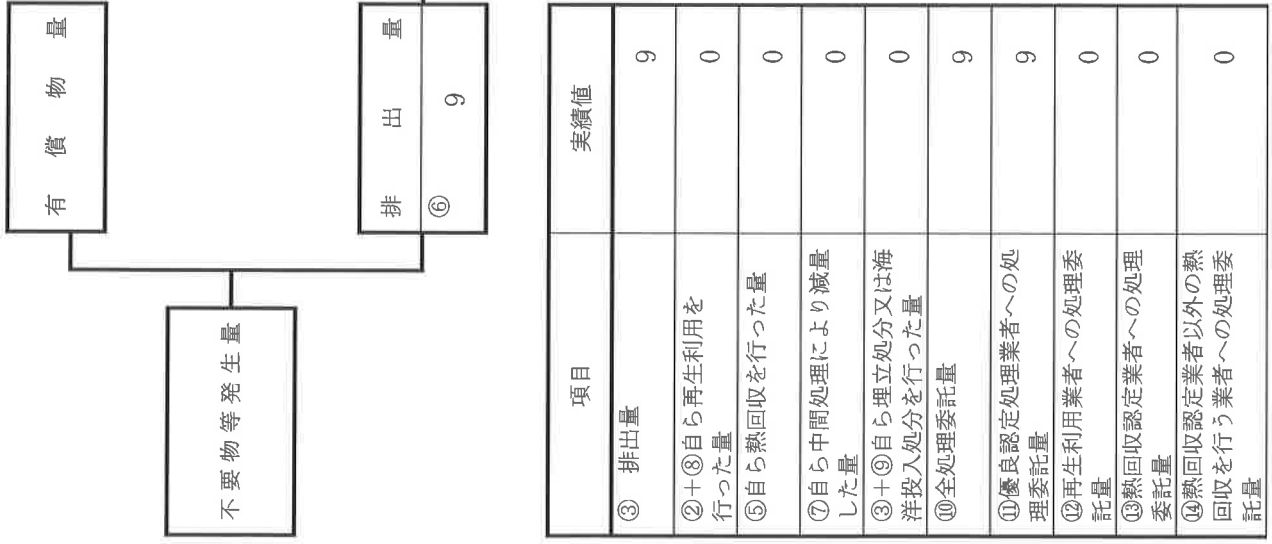 有償物量
不要物等発生量
排出量
① 9
項目 実績値
① 排出量 9
②+⑧自ら再生利用を
行った量 0
⑤自ら熱回収を行った量 0
⑦自ら中間処理により減量
した量 0
③+⑨自ら埋立処分又は海
洋投入処分を行った量 0
⑩全処理委託量 9
⑪優良認定処理業者への処
理委託量 9
⑫再生利用業者への処理委
託量 0
⑬熱回収認定業者への処理
委託量 0
⑭熱回収認定業者以外の熱
回収を行う業者への処理委
託量 0